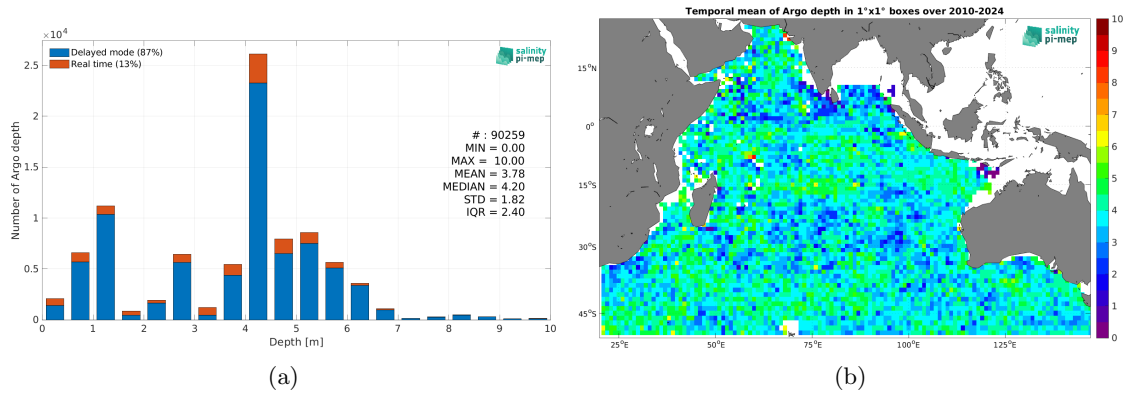 ×10⁴
Delayed mode (87%)
Real time (13%)
salinity
pi-mep
2.5
2
1.5
1
0.5
0
Number of Argo depth
# : 90259
MIN = 0.00
MAX = 10.00
MEAN = 3.78
MEDIAN = 4.20
STD = 1.82
IQR = 2.40
0 1 2 3 4 5 6 7 8 9 10
Depth [m]
(a)
Temporal mean of Argo depth in 1°x1° boxes over 2010-2024
salinity
pi-mep
15°N
0°
15°S
30°S
45°S
25°E 50°E 75°E 100°E 125°E
10
9
8
7
6
5
4
3
2
1
0
(b)